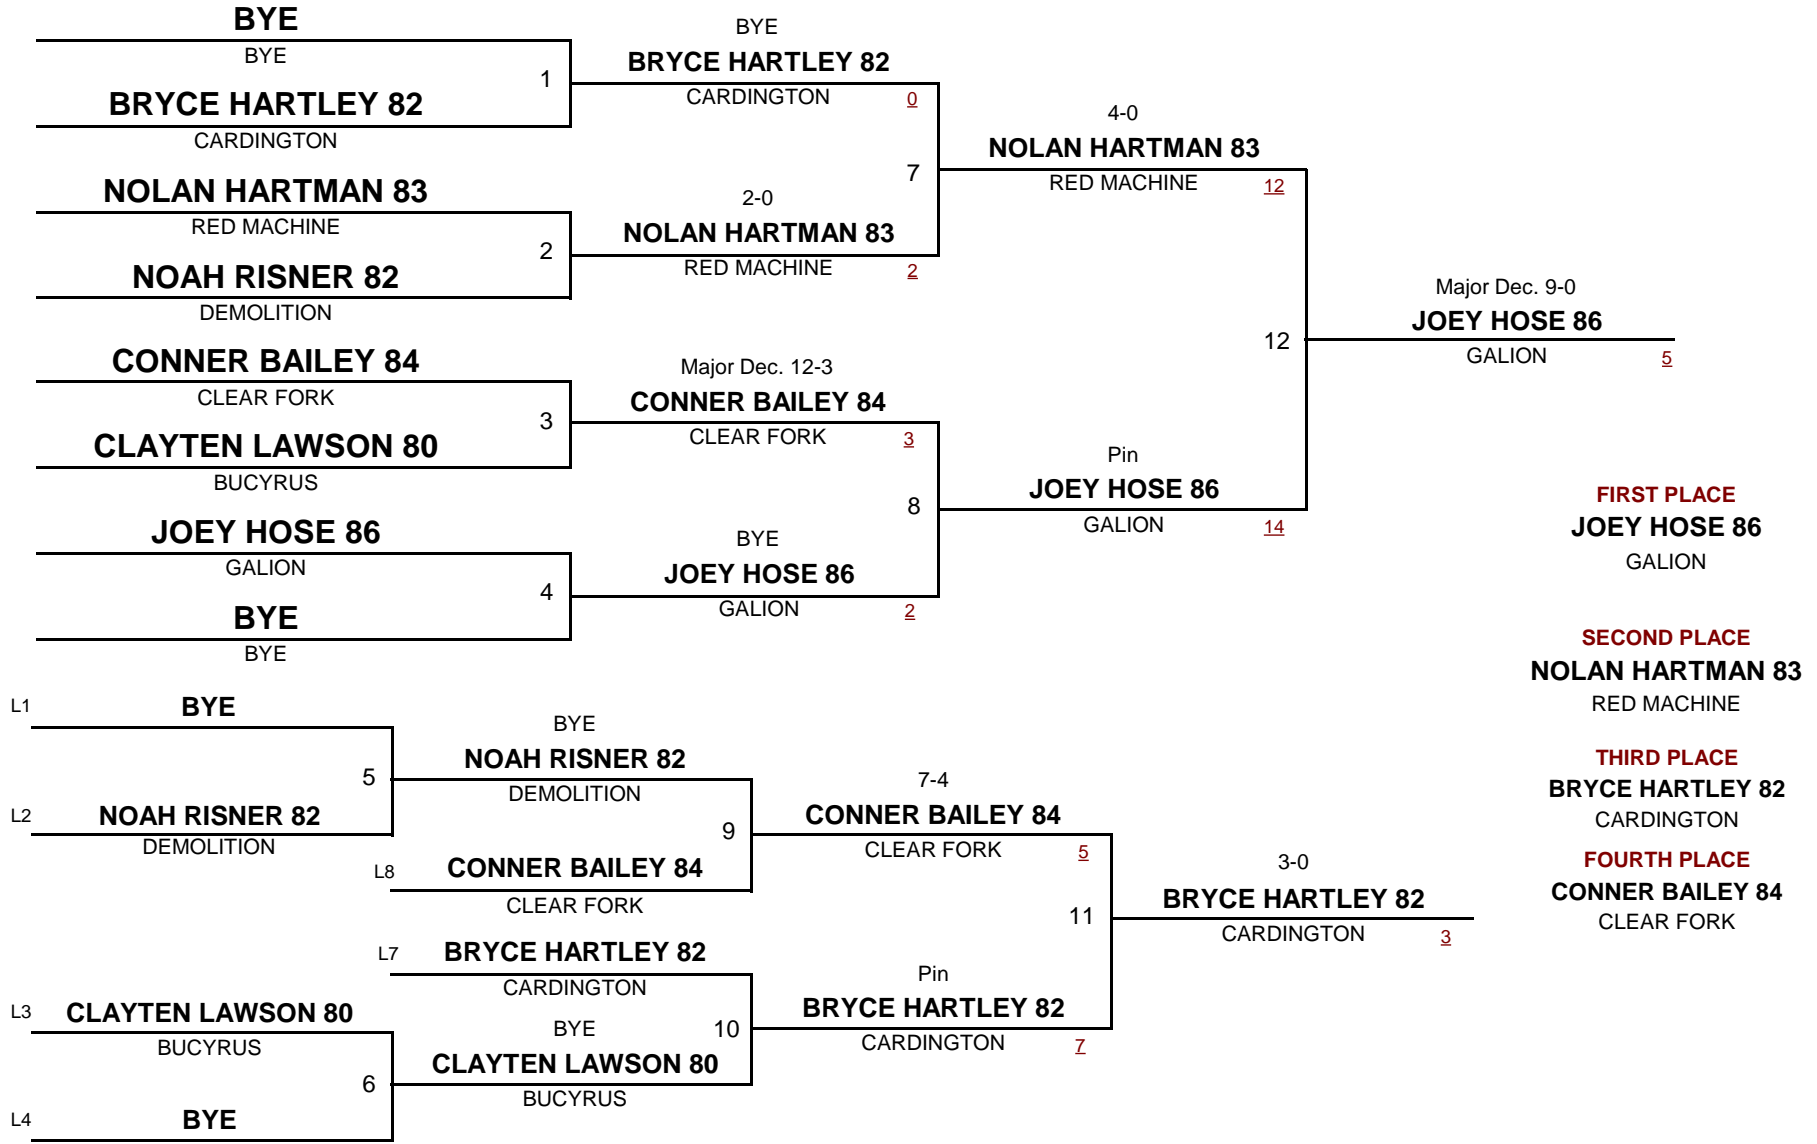 BYE
BYE
1
BRYCE HARTLEY 82
CARDINGTON
NOLAN HARTMAN 83
RED MACHINE
2
NOAH RISNER 82
DEMOLITION
CONNER BAILEY 84
CLEAR FORK
3
CLAYTEN LAWSON 80
BUCYRUS
JOEY HOSE 86
GALION
4
BYE
BYE
BYE
BRYCE HARTLEY 82
CARDINGTON 0
7
2-0
NOLAN HARTMAN 83
RED MACHINE 2
Major Dec. 12-3
CONNER BAILEY 84
CLEAR FORK 3
8
BYE
JOEY HOSE 86
GALION 2
4-0
NOLAN HARTMAN 83
RED MACHINE 12
12
Pin
JOEY HOSE 86
GALION 14
Major Dec. 9-0
JOEY HOSE 86
GALION 5
FIRST PLACE
JOEY HOSE 86
GALION
SECOND PLACE
NOLAN HARTMAN 83
RED MACHINE
THIRD PLACE
BRYCE HARTLEY 82
CARDINGTON
FOURTH PLACE
CONNER BAILEY 84
CLEAR FORK
L1 BYE
5
L2 NOAH RISNER 82
DEMOLITION
L3 CLAYTEN LAWSON 80
BUCYRUS
6
L4 BYE
BYE
NOAH RISNER 82
DEMOLITION
9
L8 CONNER BAILEY 84
CLEAR FORK
L7 BRYCE HARTLEY 82
CARDINGTON
BYE 10
CLAYTEN LAWSON 80
BUCYRUS
7-4
CONNER BAILEY 84
CLEAR FORK 5
11
Pin
BRYCE HARTLEY 82
CARDINGTON 7
3-0
BRYCE HARTLEY 82
CARDINGTON 3